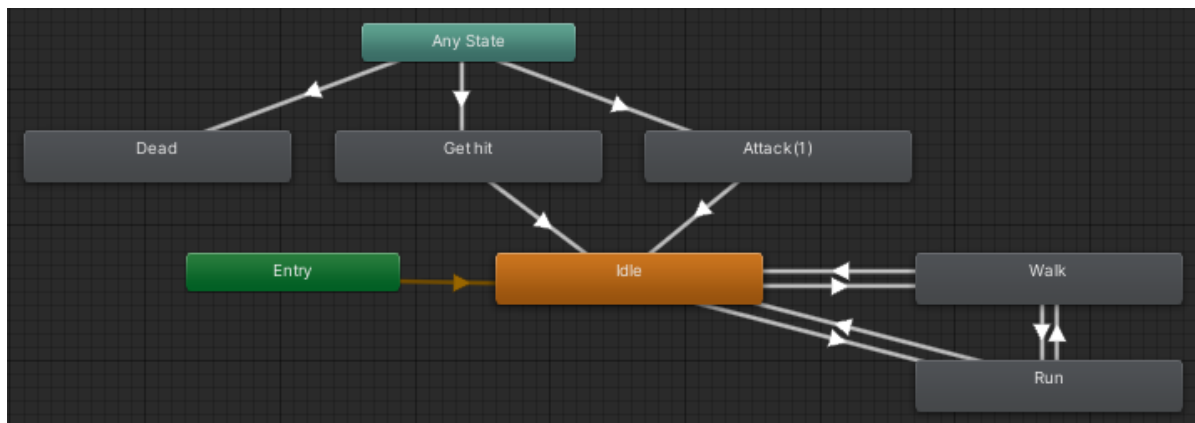 Any State
Dead
Get hit
Attack(1)
Entry
Idle
Walk
Run